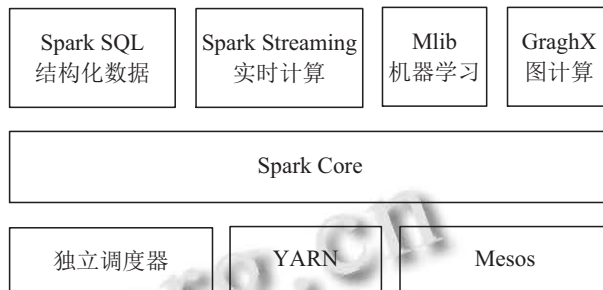 Spark SQL
结构化数据
Spark Streaming
实时计算
Mlib
机器学习
GraghX
图计算
Spark Core
独立调度器
YARN
Mesos